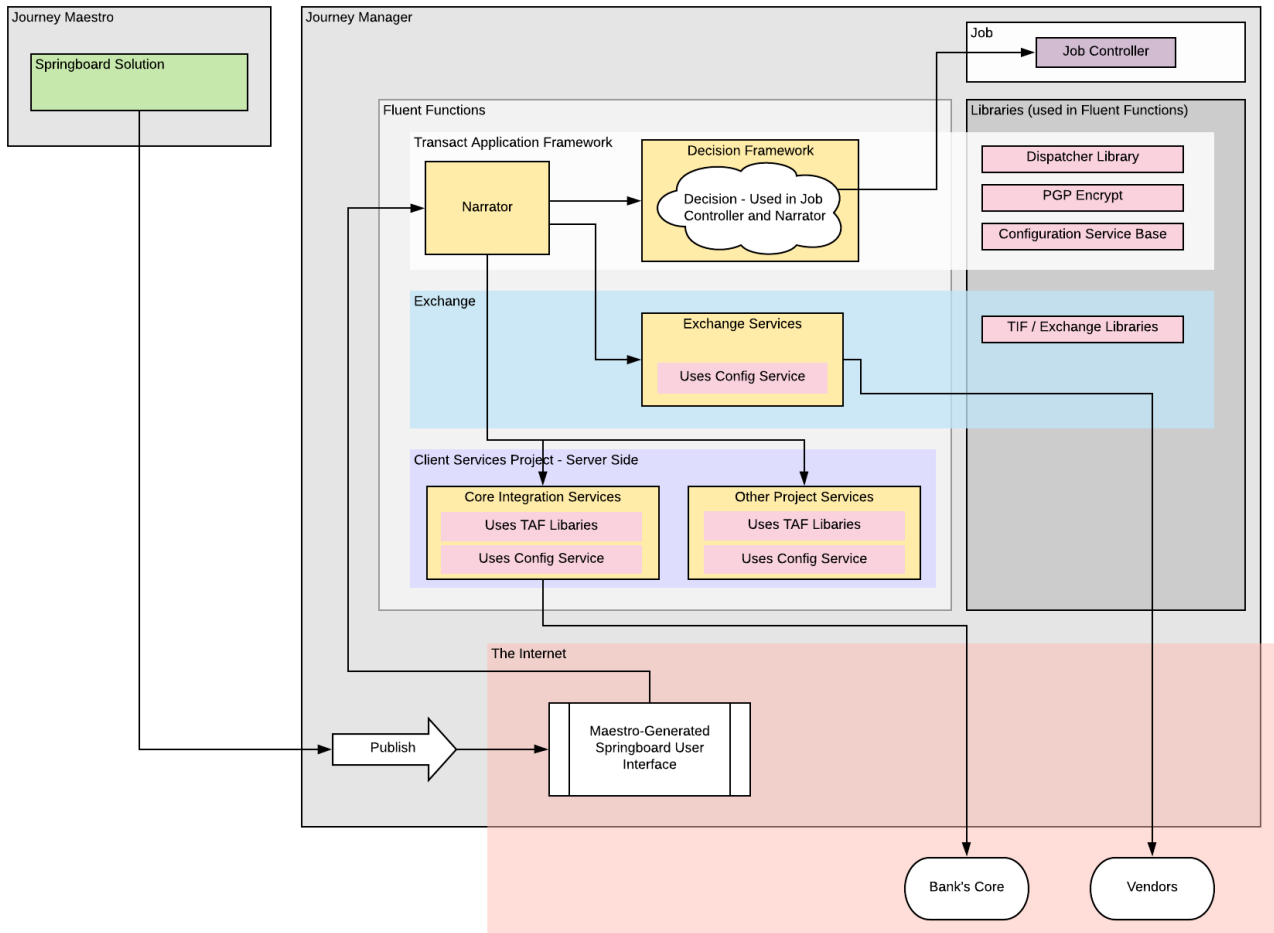 Journey Maestro
Springboard Solution
Journey Manager
Job
Job Controller
Fluent Functions
Libraries (used in Fluent Functions)
Transact Application Framework
Narrator
Decision Framework
Decision - Used in Job
Controller and Narrator
Dispatcher Library
PGP Encrypt
Configuration Service Base
Exchange
Exchange Services
Uses Config Service
TIF / Exchange Libraries
Client Services Project - Server Side
Core Integration Services
Uses TAF Libaries
Uses Config Service
Other Project Services
Uses TAF Libaries
Uses Config Service
The Internet
Publish
Maestro-Generated
Springboard User
Interface
Bank's Core
Vendors